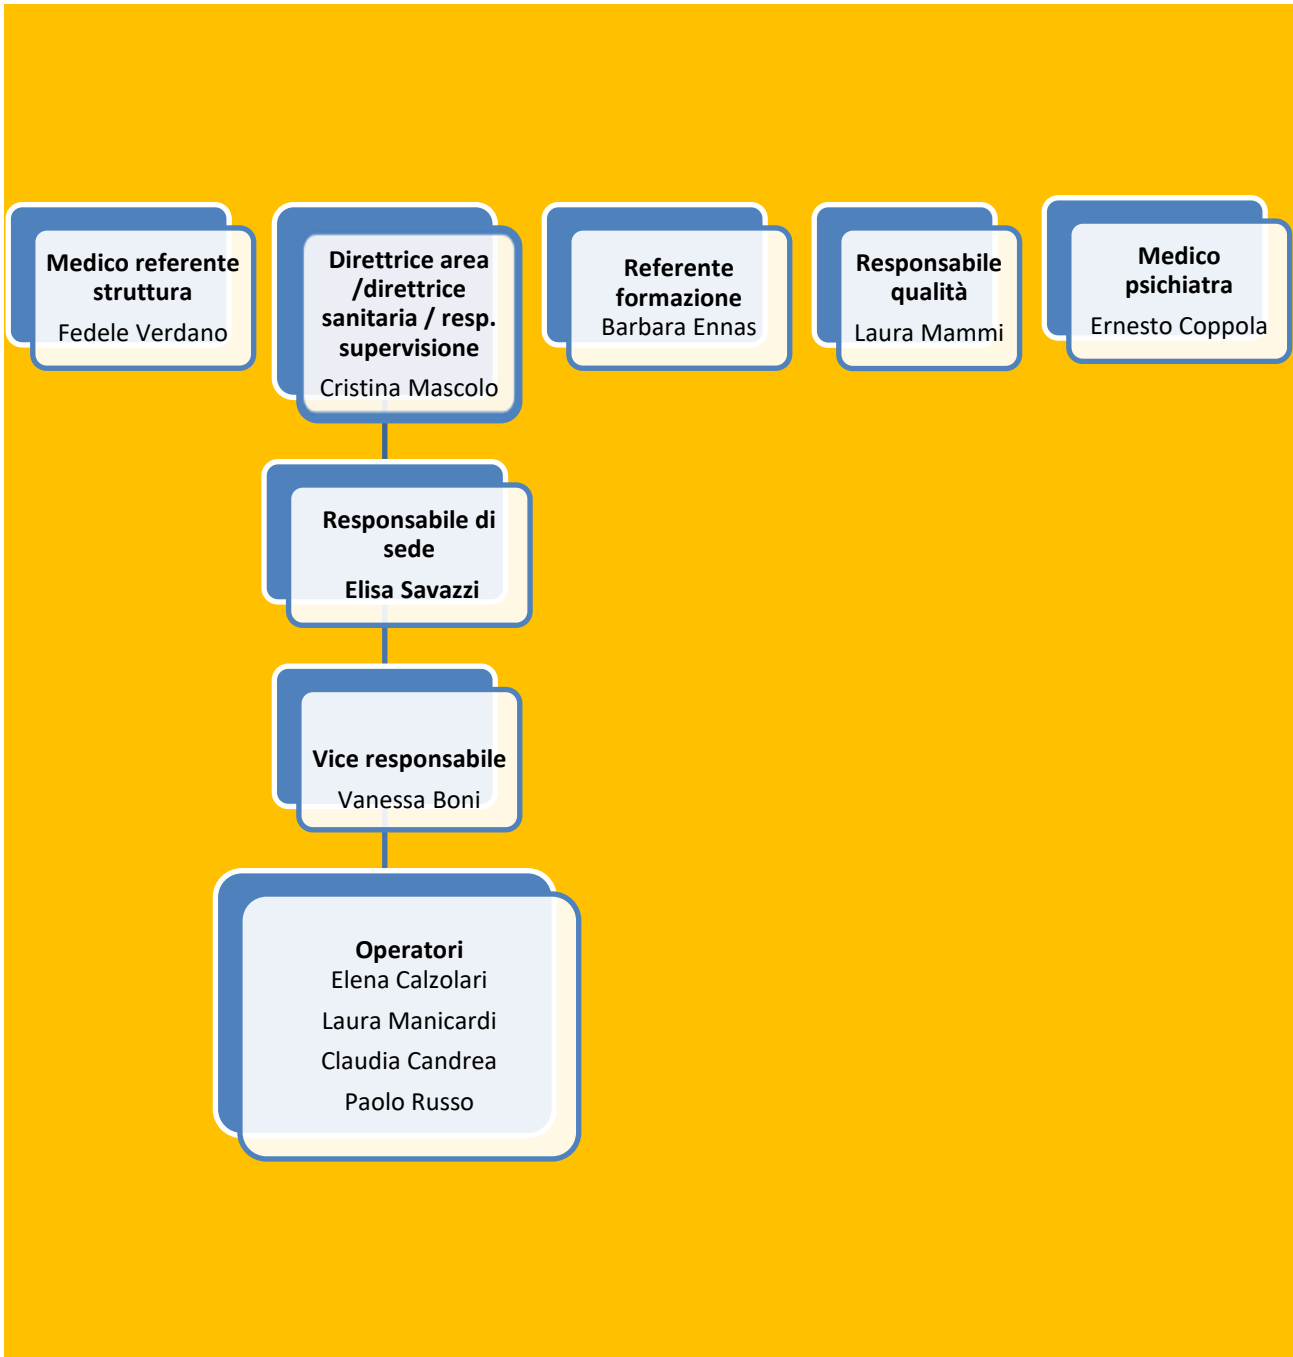 Medico referente
struttura
Fedele Verdano
Direttrice area
/direttrice
sanitaria / resp.
supervisione
Cristina Mascolo
Referente
formazione
Barbara Ennas
Responsabile
qualità
Laura Mammi
Medico
psichiatra
Ernesto Coppola
Responsabile di
sede
Elisa Savazzi
Vice responsabile
Vanessa Boni
Operatori
Elena Calzolari
Laura Manicardi
Claudia Candrea
Paolo Russo